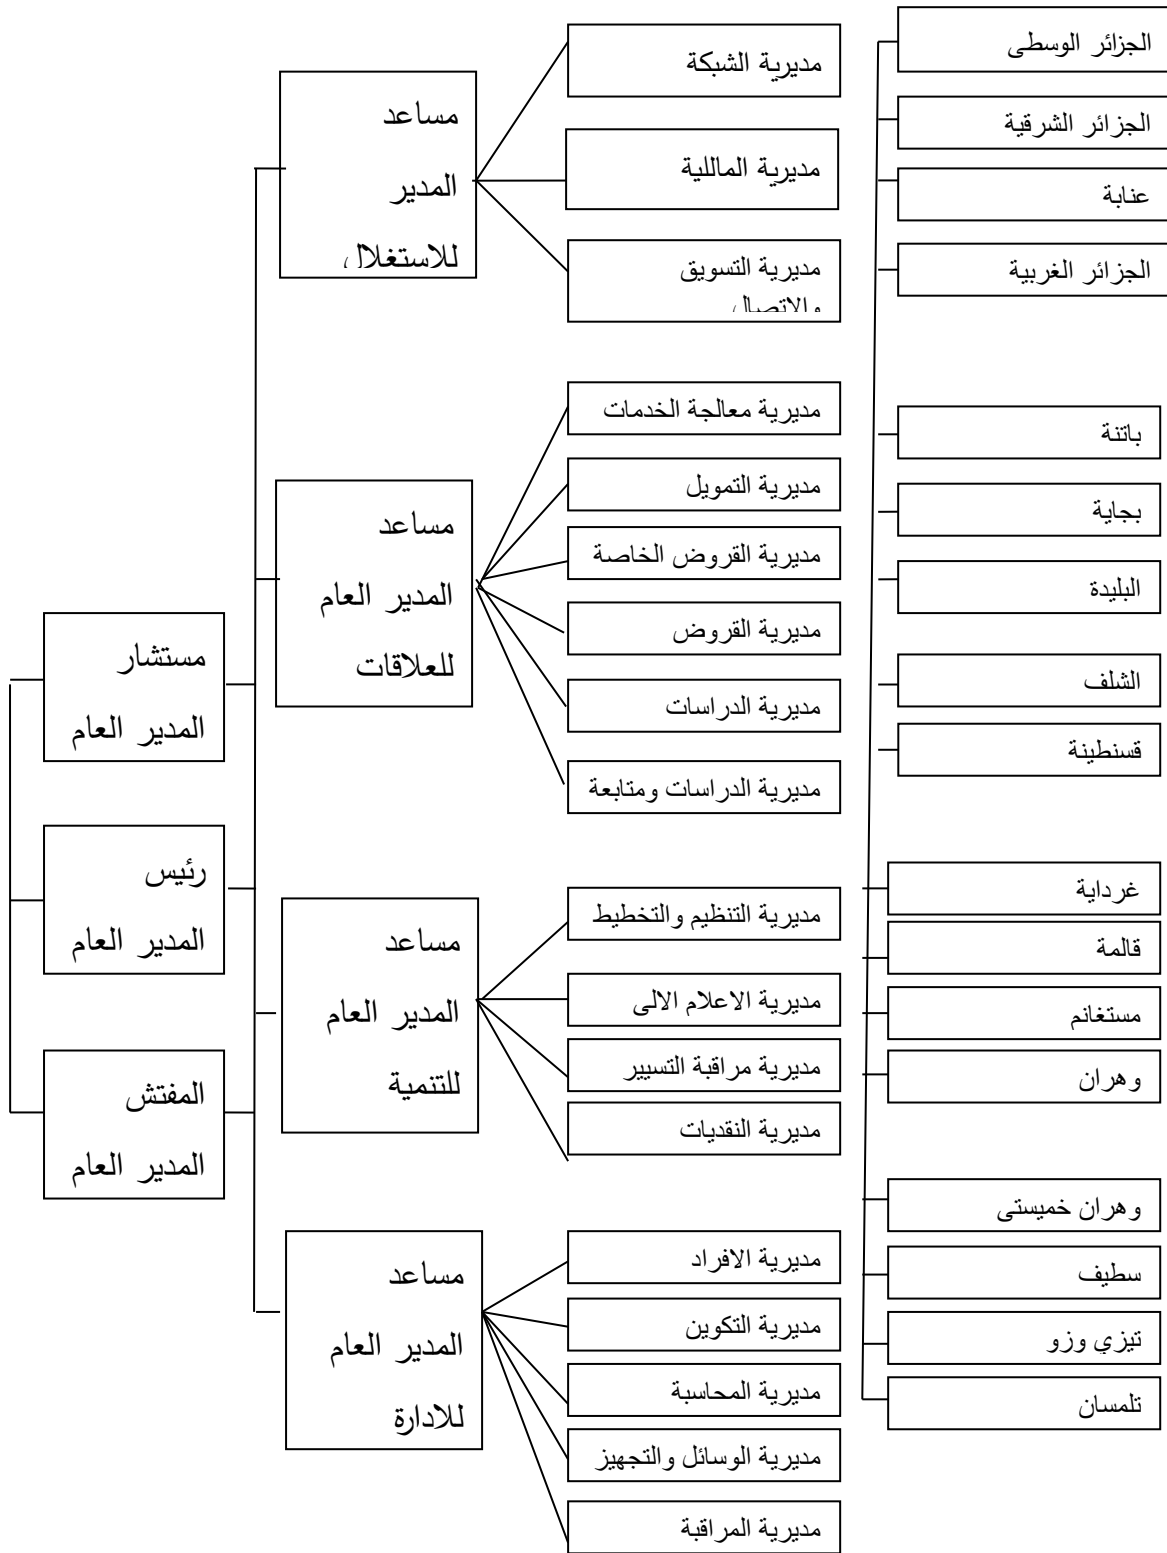 مستشار
المدير العام
رئيس
المدير العام
المفتش
المدير العام
مساعد
المدير
للاستغلال
مساعد
المدير العام
للعلاقات
مساعد
المدير العام
للتنمية
مساعد
المدير العام
للادارة
مديرية الشبكة
مديرية الماللية
مديرية التسويق
والاتصال
مديرية معالجة الخدمات
مديرية التمويل
مديرية القروض الخاصة
مديرية القروض
مديرية الدراسات
مديرية الدراسات ومتابعة
مديرية التنظيم والتخطيط
مديرية الاعلام الالى
مديرية مراقبة التسيير
مديرية النقديات
مديرية الافراد
مديرية التكوين
مديرية المحاسبة
مديرية الوسائل والتجهيز
مديرية المراقبة
الجزائر الوسطى
الجزائر الشرقية
عنابة
الجزائر الغربية
باتنة
بجاية
البليدة
الشلف
قسنطينة
غرداية
قالمة
مستغانم
وهران
وهران خميستى
سطيف
تيزي وزو
تلمسان